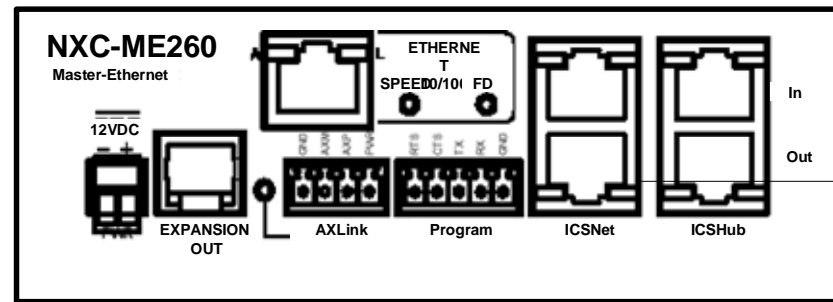 NXC-ME260
Master-Ethernet
ETHERNE
T
SPEED
FD
A
L
12VDC
- +
GND
AXM
AXP
PWR
RTS
CTS
TX
RX
GND
In
Out
EXPANSION
OUT
AXLink
Program
ICSNet
ICSHub